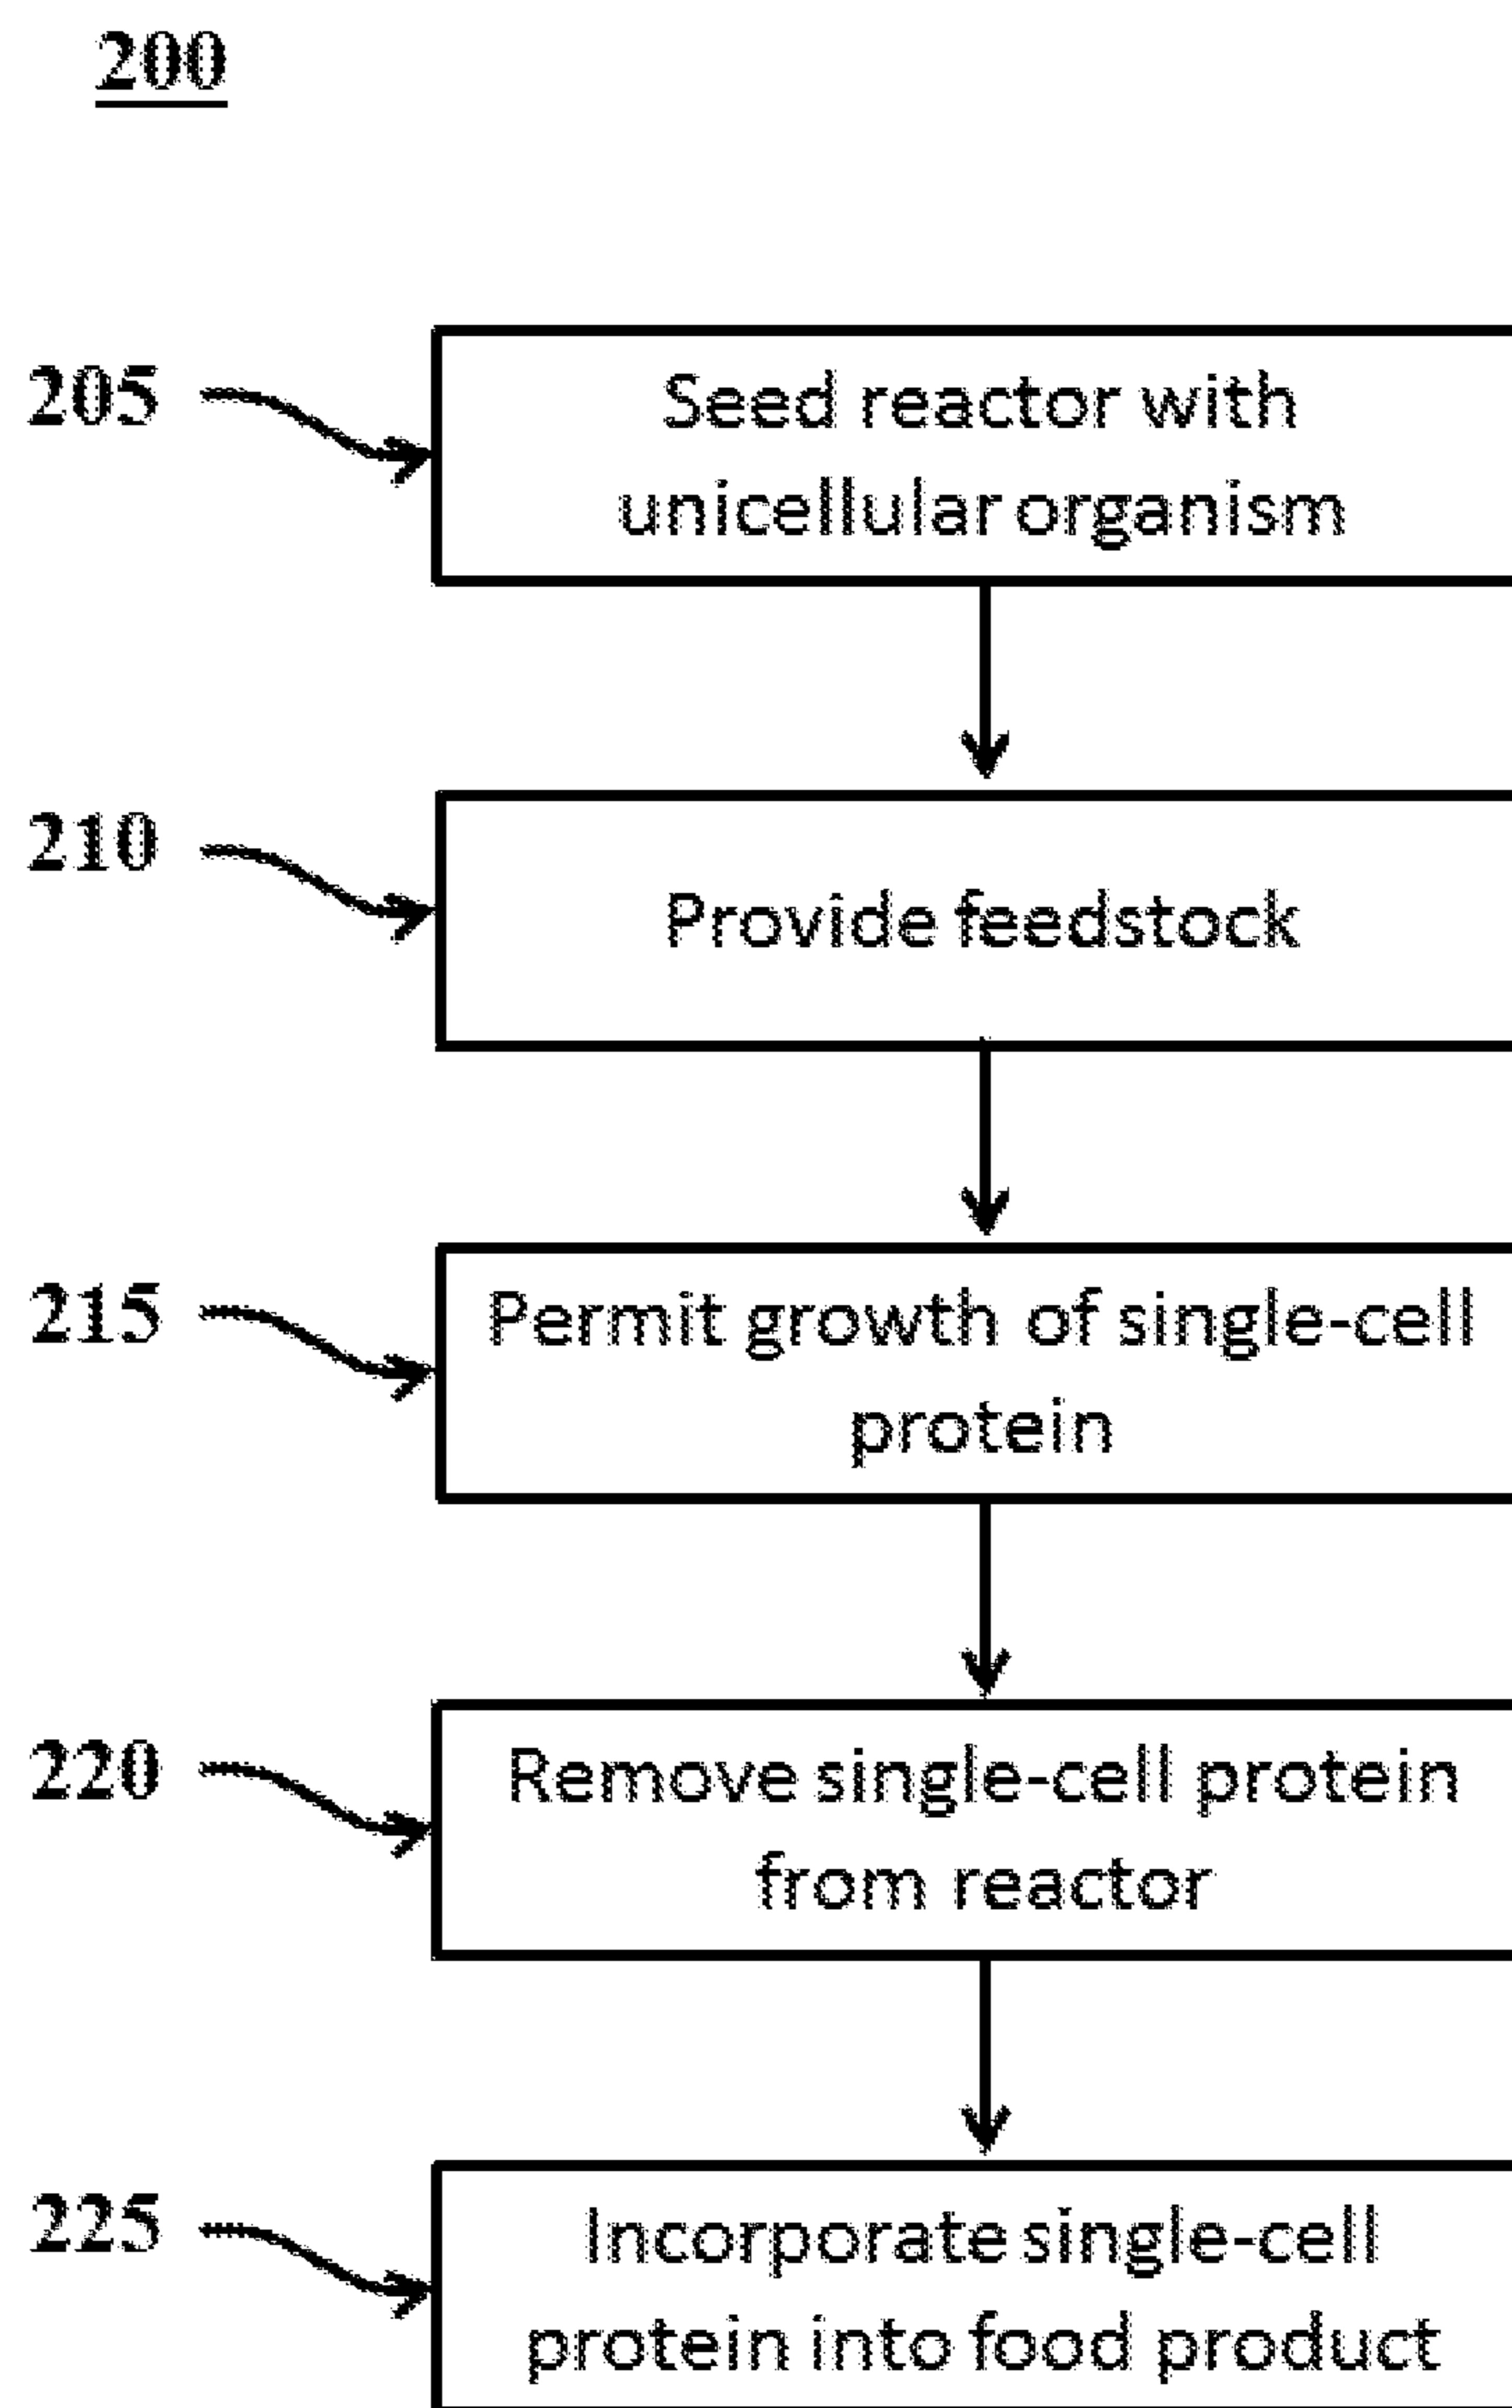 200
205
Seed reactor with
unicellular organism
210
Provide feedstock
215
Permit growth of single-cell
protein
220
Remove single-cell protein
from reactor
225
Incorporate single-cell
protein into food product